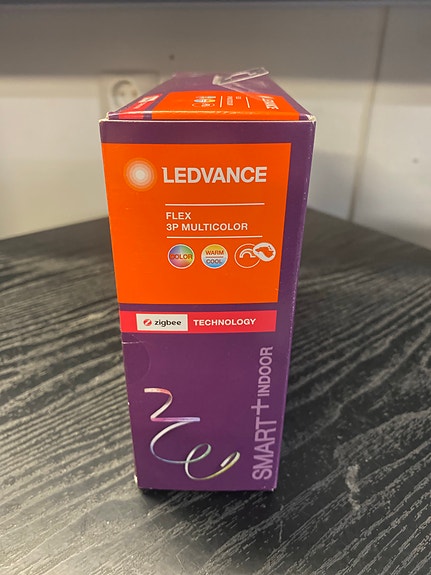 LEDVANCE
FLEX
3P MULTICOLOR
COLOR
WARM
COOL
zigbee TECHNOLOGY
SMART+ INDOOR